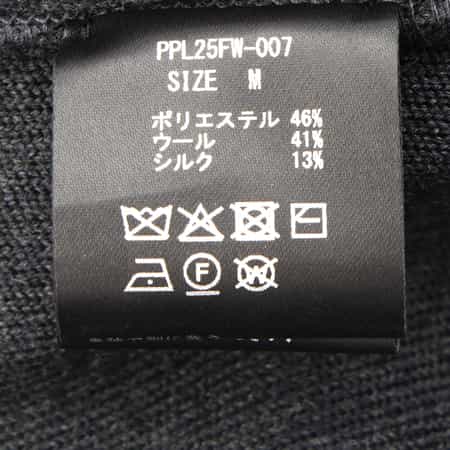 PPL25FW-007
SIZE M
ポリエステル 46%
ウール 41%
シルク 13%
F
W